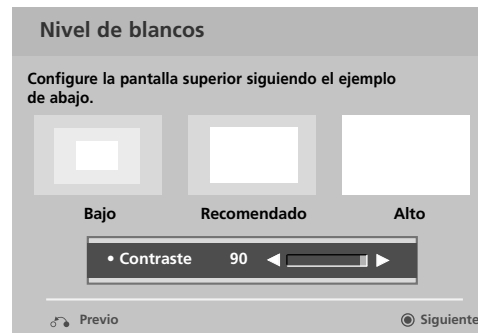 Nivel de blancos
Configure la pantalla superior siguiendo el ejemplo
de abajo.
Bajo Recomendado Alto
• Contraste 90
Previo Siguiente